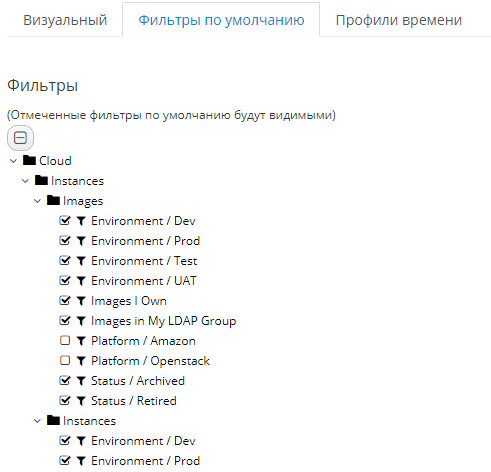 Визуальный Фильтры по умолчанию Профили времени
Фильтры
(Отмеченные фильтры по умолчанию будут видимыми)
Cloud
Instances
Images
Environment / Dev
Environment / Prod
Environment / Test
Environment / UAT
Images I Own
Images in My LDAP Group
Platform / Amazon
Platform / Openstack
Status / Archived
Status / Retired
Instances
Environment / Dev
Environment / Prod